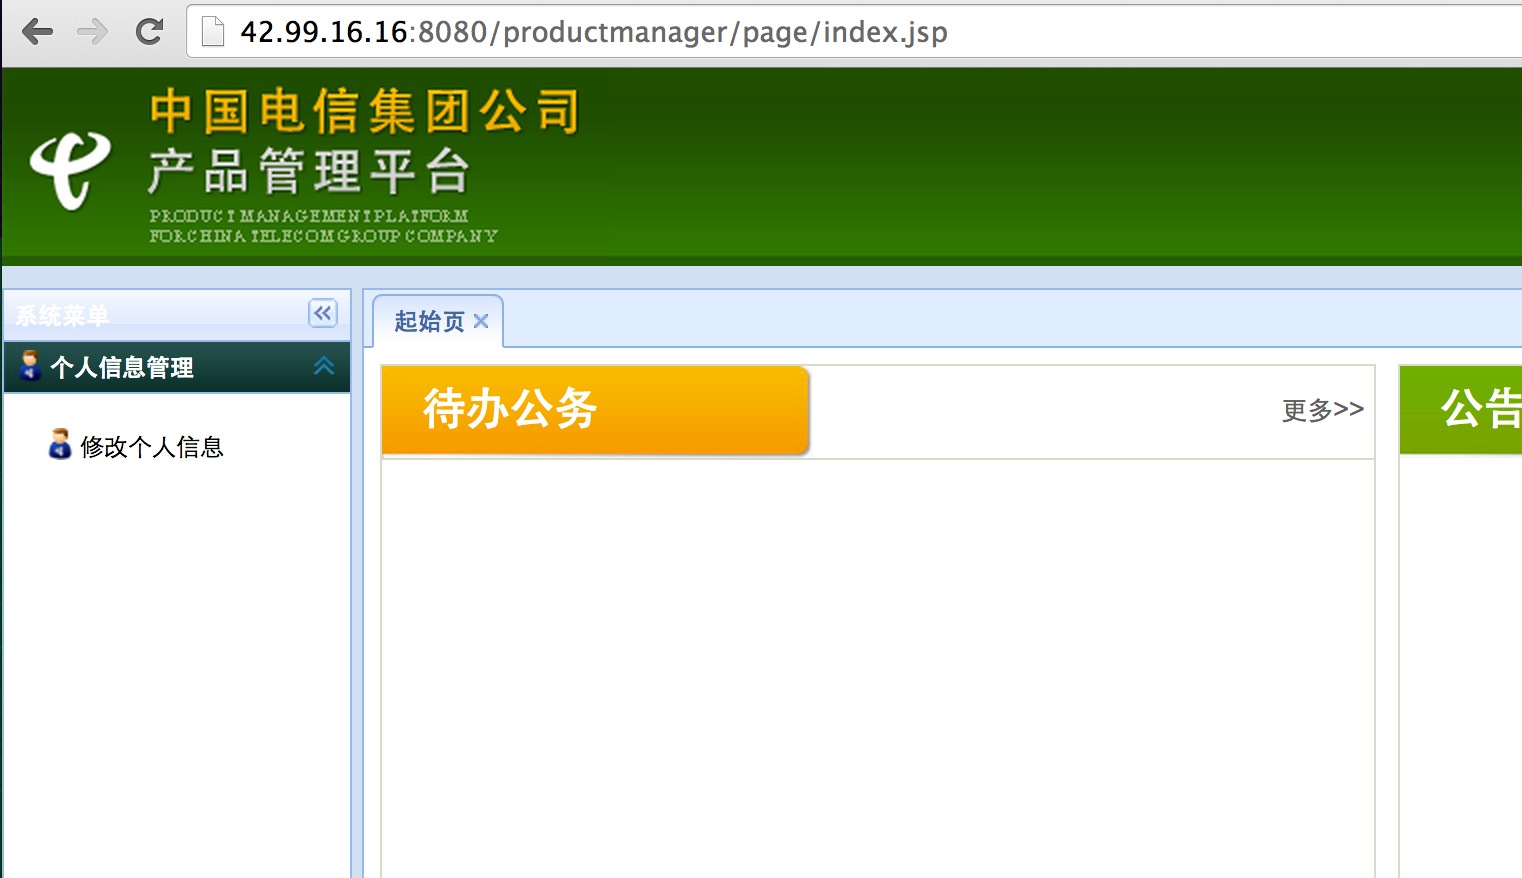 42.99.16.16:8080/productmanager/page/index.jsp
中国电信集团公司
产品管理平台
PRODUCT MANAGEMENT PLATFORM
FOR CHINA TELECOM GROUP COMPANY
系统菜单
起始页
个人信息管理
待办公务
更多>>
公告
修改个人信息